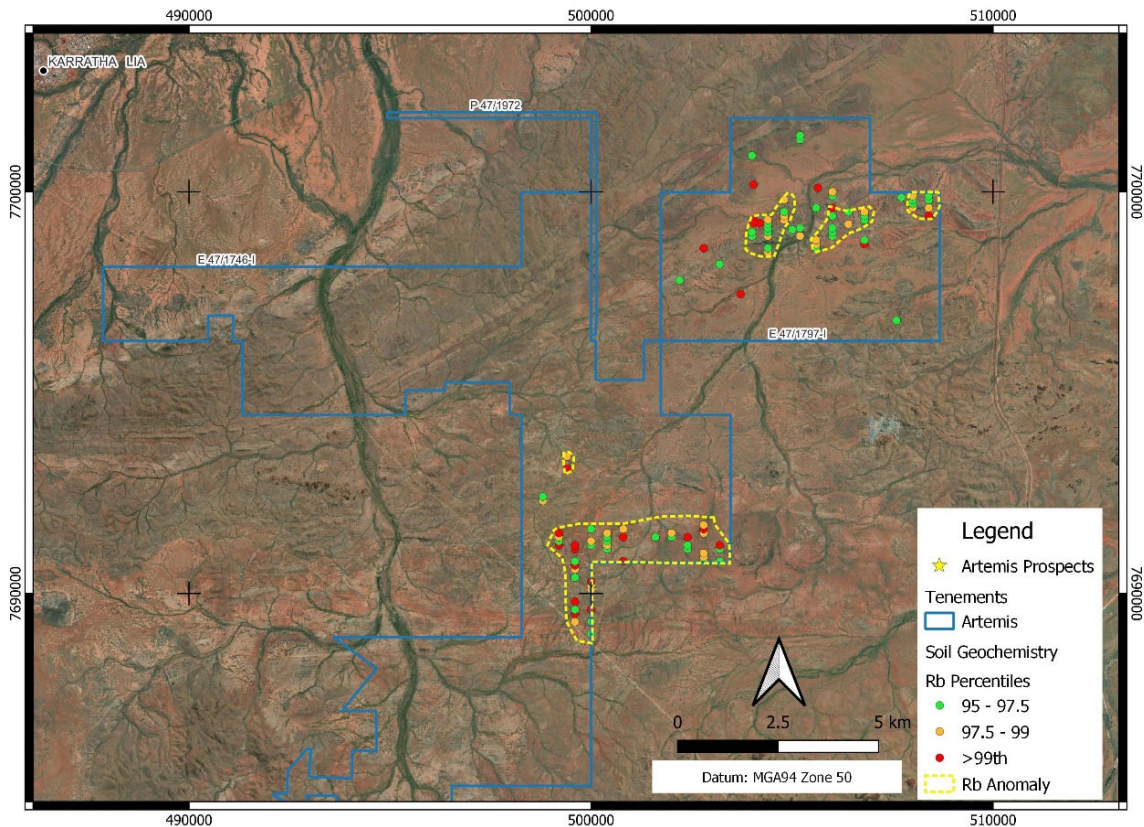 490000 500000 510000
KARRATHA LIA
P 47/1972
7700000 7700000
E 47/1746-I
E 47/1797-I
7690000 7690000
Legend
Artemis Prospects
Tenements
Artemis
Soil Geochemistry
Rb Percentiles
95 - 97.5
97.5 - 99
>99th
Rb Anomaly
0 2.5 5 km
Datum: MGA94 Zone 50
490000 500000 510000